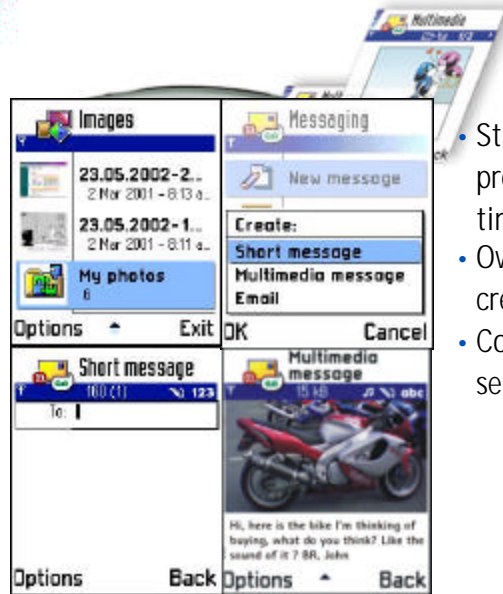 Multimedia
Images
23.05.2002-2...
2 Mar 2001 - 8:13 a...
23.05.2002-1...
2 Mar 2001 - 8:11 a...
My photos
6
Options
Exit
Messaging
New message
Create:
Short message
Multimedia message
Email
OK
Cancel
Short message
160 (1)
123
To:
Options
Back
Multimedia
message
15 kB
abc
Hi, here is the bike I'm thinking of
buying, what do you think? Like the
sound of it ? BR, John
Options
Back
• St
pr
ti
• Ov
cre
• Co
se